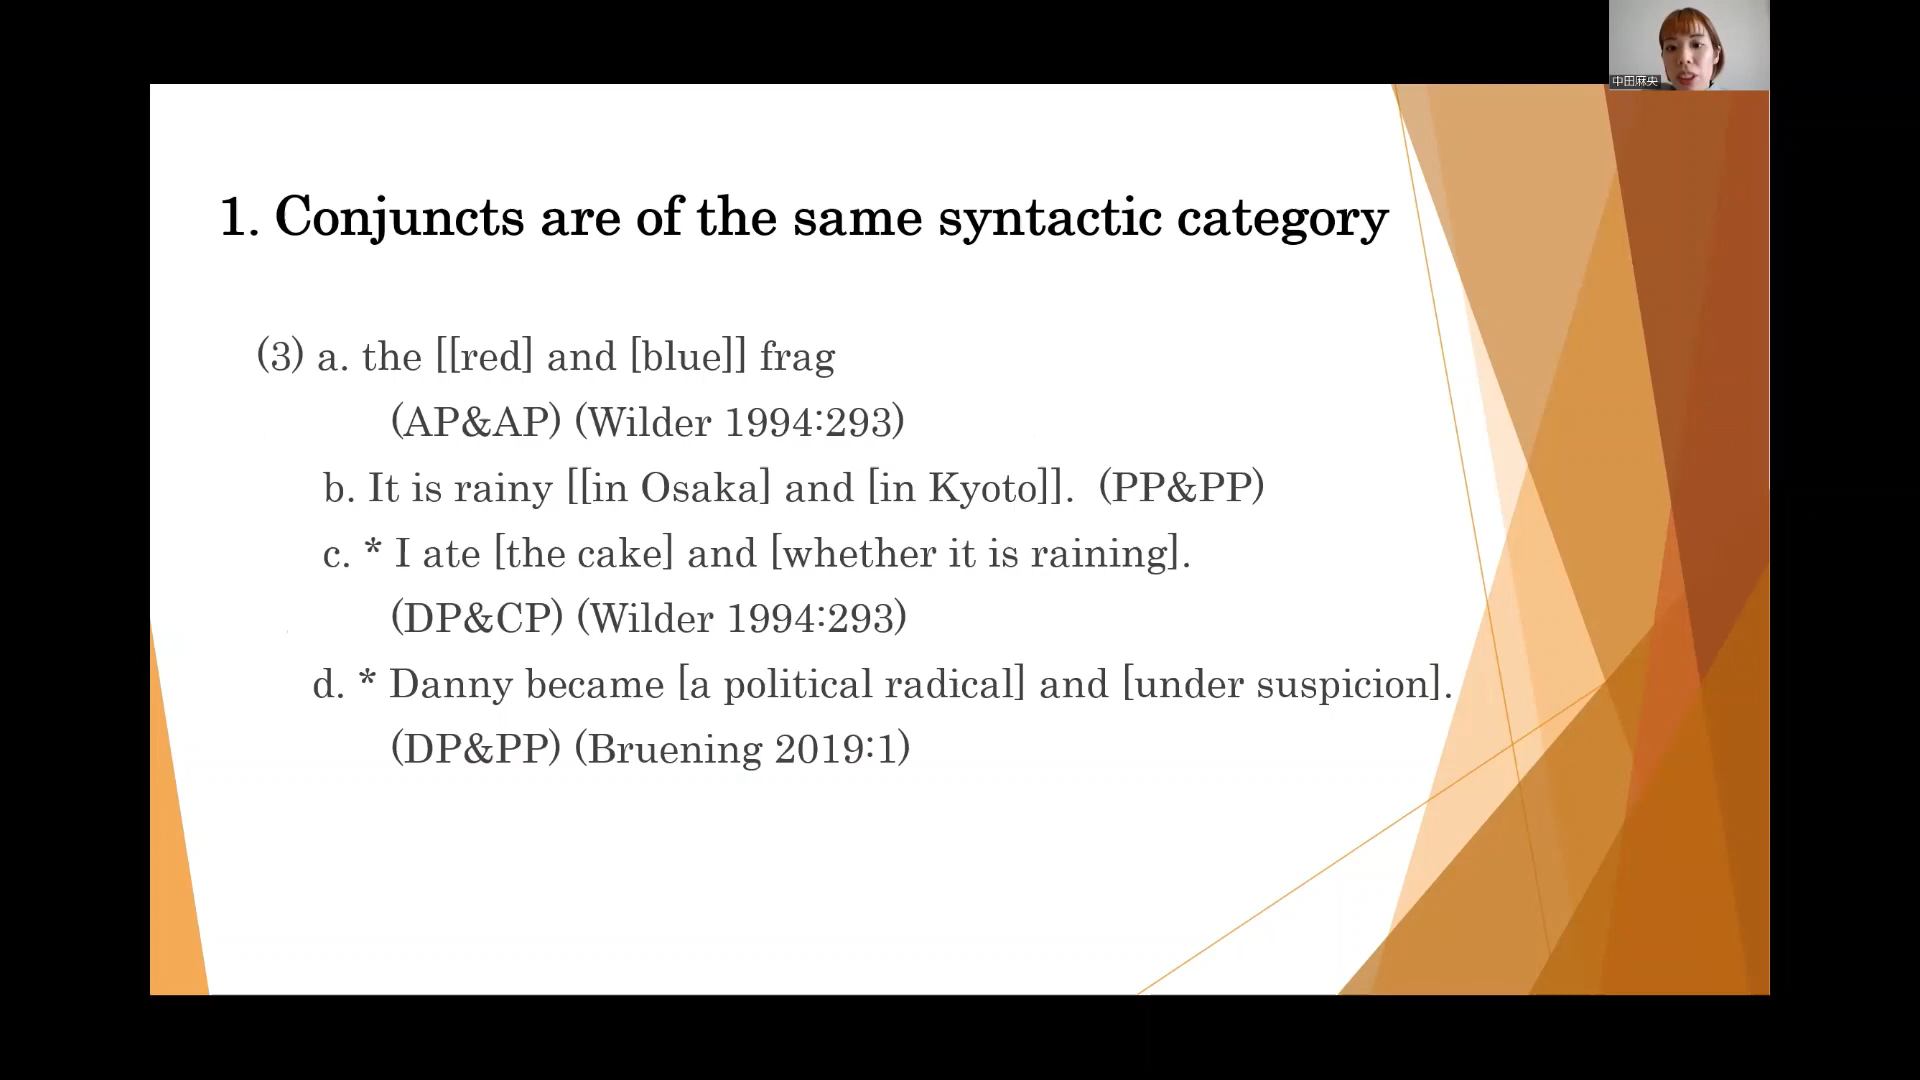 中田麻央
1. Conjuncts are of the same syntactic category
(3) a. the [[red] and [blue]] frag
(AP&AP) (Wilder 1994:293)
b. It is rainy [[in Osaka] and [in Kyoto]]. (PP&PP)
c. * I ate [the cake] and [whether it is raining].
(DP&CP) (Wilder 1994:293)
d. * Danny became [a political radical] and [under suspicion].
(DP&PP) (Bruening 2019:1)